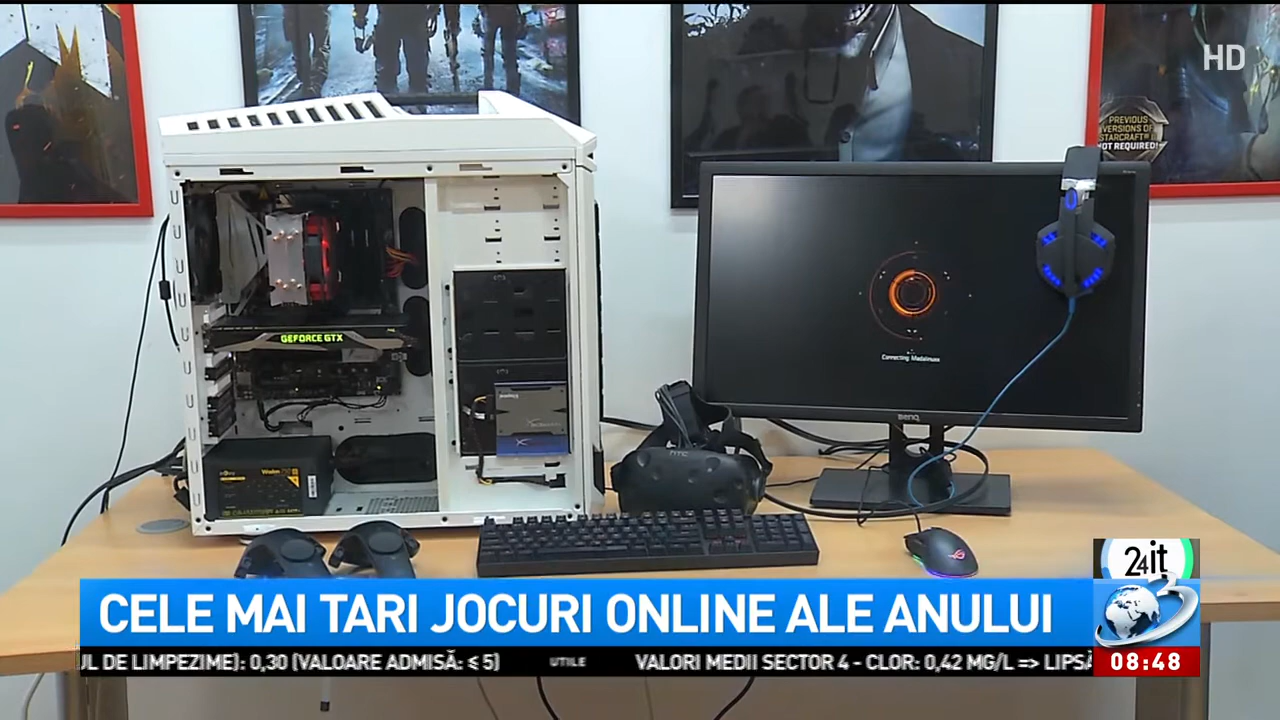 HD
PREVIOUS
VERSIONS OF
STARCRAFT II
NOT REQUIRED!
GEFORCE GTX
Connecting
BenQ
HTC
24it
CELE MAI TARI JOCURI ONLINE ALE ANULUI
UL DE LIMPEZIME): 0,30 (VALOARE ADMISĂ: ≤ 5) UTILE VALORI MEDII SECTOR 4 - CLOR: 0,42 MG/L => LIPSĂ
08:48